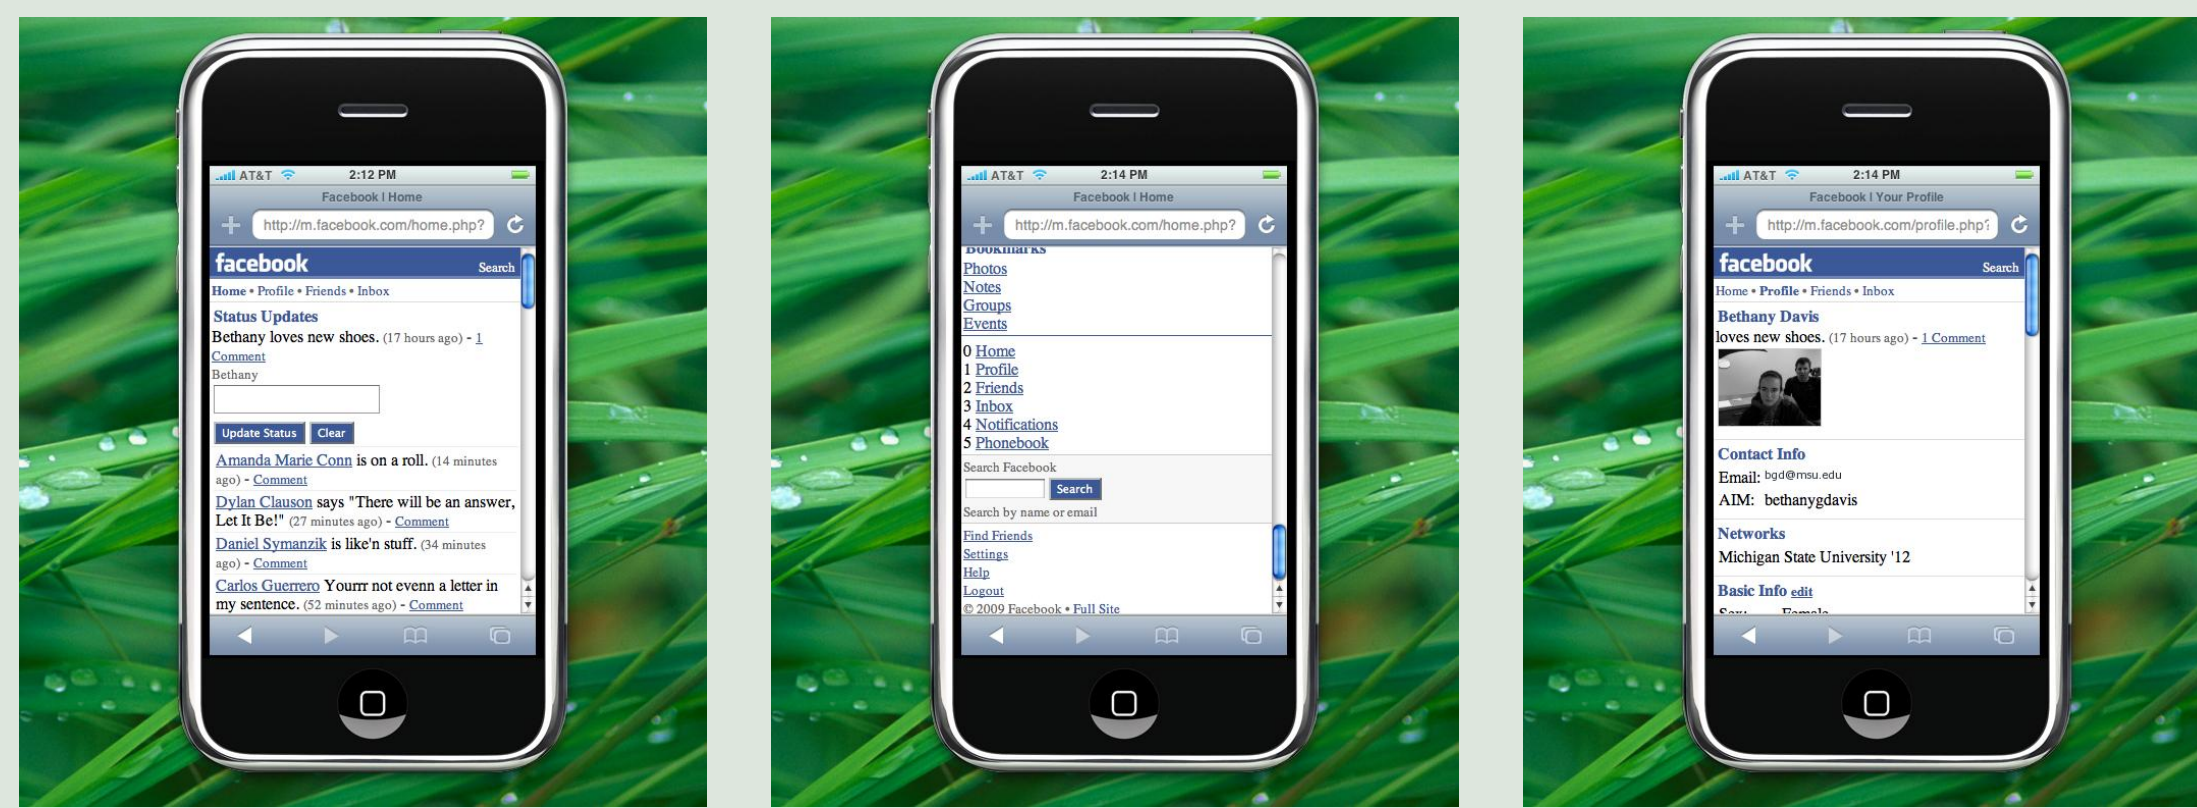 AT&T 2:12 PM
Facebook | Home
http://m.facebook.com/home.php?
facebook Search
Home • Profile • Friends • Inbox
Status Updates
Bethany loves new shoes. (17 hours ago) - 1
Comment
Bethany
Update Status Clear
Amanda Marie Conn is on a roll. (14 minutes
ago) - Comment
Dylan Clauson says "There will be an answer,
Let It Be!" (27 minutes ago) - Comment
Daniel Symanzik is like'n stuff. (34 minutes
ago) - Comment
Carlos Guerrero Yourrr not evenn a letter in
my sentence. (52 minutes ago) - Comment
AT&T 2:14 PM
Facebook | Home
http://m.facebook.com/home.php?
Bookmarks
Photos
Notes
Groups
Events
0 Home
1 Profile
2 Friends
3 Inbox
4 Notifications
5 Phonebook
Search Facebook
Search
Search by name or email
Find Friends
Settings
Help
Logout
© 2009 Facebook • Full Site
AT&T 2:14 PM
Facebook | Your Profile
http://m.facebook.com/profile.php?
facebook Search
Home • Profile • Friends • Inbox
Bethany Davis
loves new shoes. (17 hours ago) - 1 Comment
Contact Info
Email: bgd@msu.edu
AIM: bethanygdavis
Networks
Michigan State University '12
Basic Info edit
Sex: Female